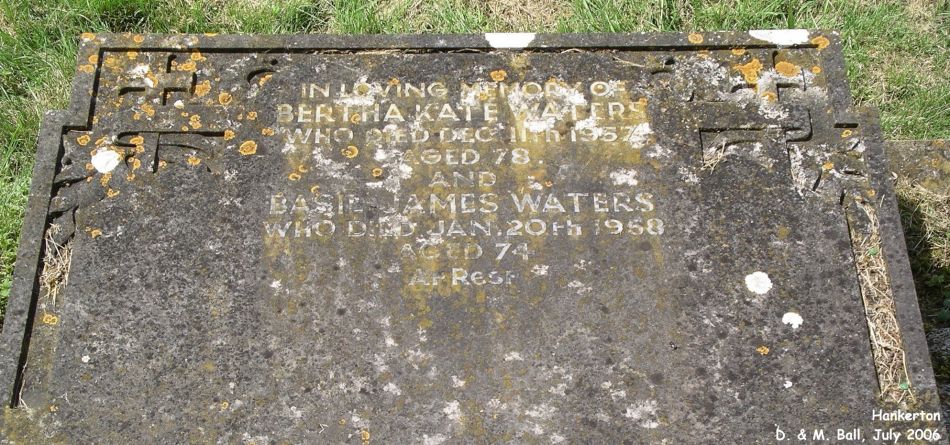 IN LOVING MEMORY OF
BERTHA KATE WATERS
WHO DIED DEC. 11TH 1957
AGED 78.
AND
BASIL JAMES WATERS
WHO DIED JAN. 20TH 1958
AGED 74
AT REST
Hankerton
D. & M. Ball, July 2006